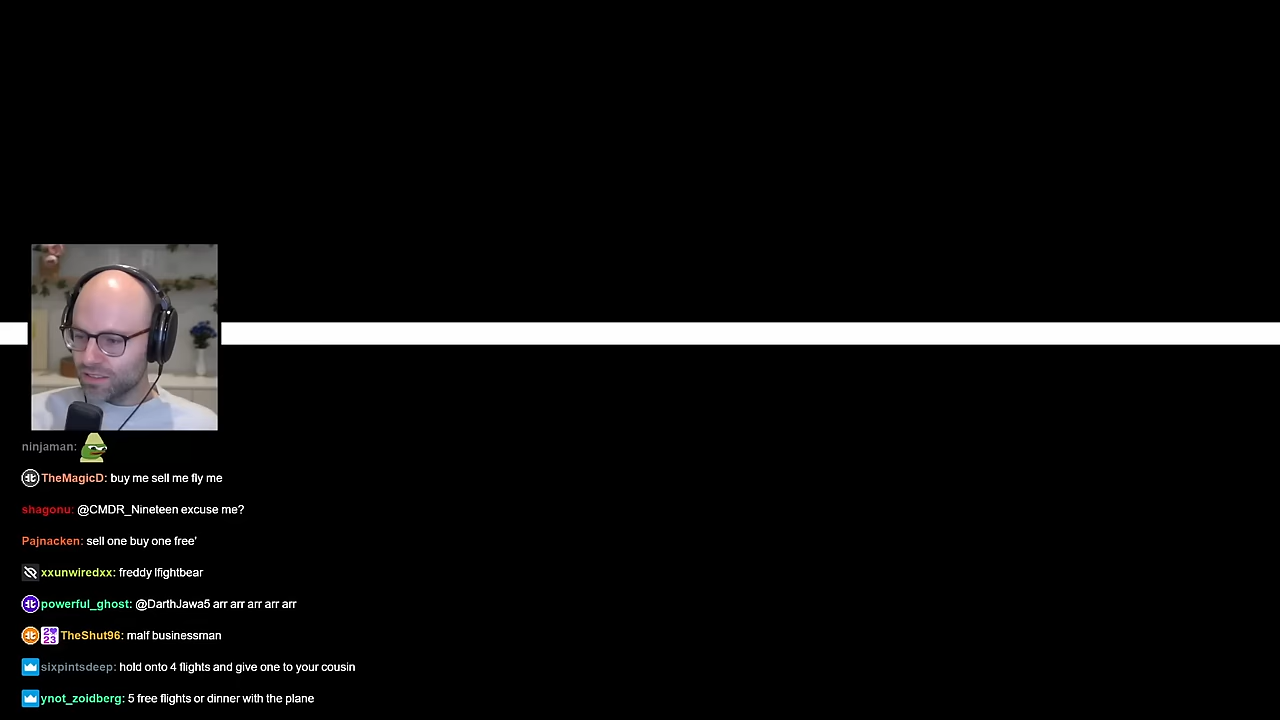 ninjaman:
TheMagicD: buy me sell me fly me
shagonu: @CMDR_Nineteen excuse me?
Pajnacken: sell one buy one free'
xxunwiredxx: freddy lfightbear
powerful_ghost: @DarthJawa5 arr arr arr arr arr
2 23 TheShut96: malf businessman
sixpintsdeep: hold onto 4 flights and give one to your cousin
ynot_zoidberg: 5 free flights or dinner with the plane